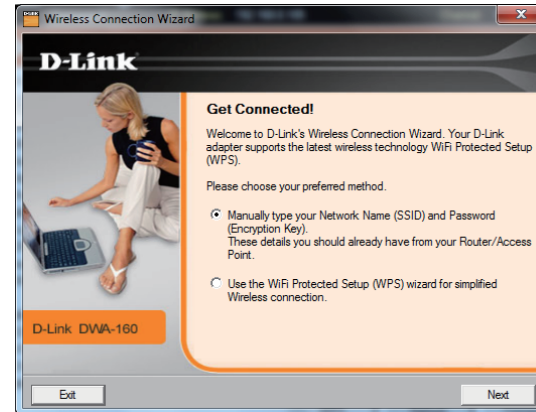 Wireless Connection Wizard
D-Link
Get Connected!
Welcome to D-Link's Wireless Connection Wizard. Your D-Link
adapter supports the latest wireless technology WiFi Protected Setup
(WPS).
Please choose your preferred method.
Manually type your Network Name (SSID) and Password
(Encryption Key).
These details you should already have from your Router/Access
Point.
Use the WiFi Protected Setup (WPS) wizard for simplified
Wireless connection.
D-Link DWA-160
Exit
Next